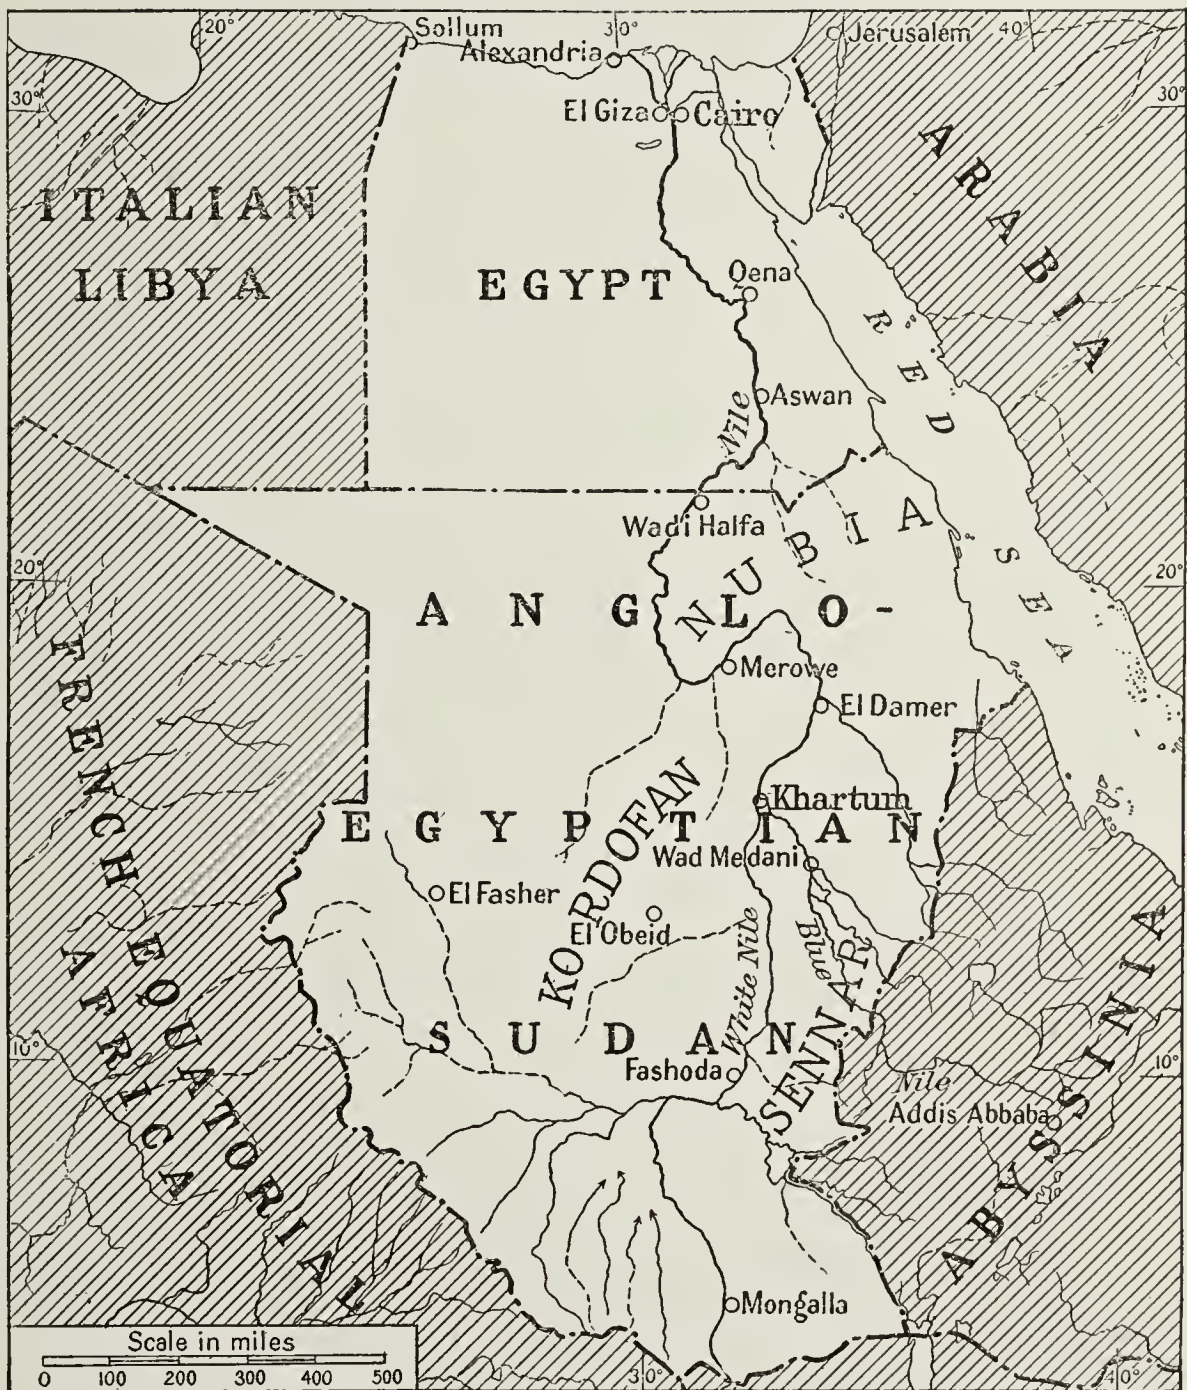 20°
Sollum
30°
Jerusalem
40°
Alexandria
30°
El Giza
Cairo
30°
ARABIA
ITALIAN
LIBYA
EGYPT
Qena
RED SEA
Aswan
Nile
Wadi Halfa
NUBIA
20°
20°
ANGLO-
Merowe
El Damer
FRENCH EQUATORIAL
AFRICA
Khartum
EGYPTIAN
KORDOFAN
Wad Medani
El Fasher
El Obeid
White Nile
Blue
Nile
SENNAR
ABYSSINIA
SUDAN
10°
10°
Fashoda
Addis Abbaba
Mongalla
Scale in miles
0 100 200 300 400 500
30°
40°